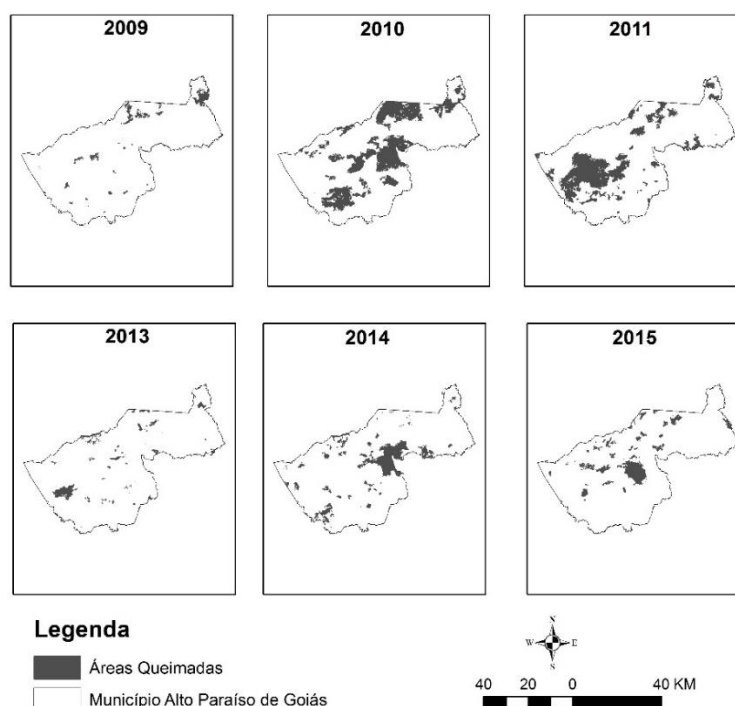 2009
2010
2011
2013
2014
2015
Legenda
Áreas Queimadas
Município Alto Paraíso de Goiás
N
W E
S
40 20 0 40 KM